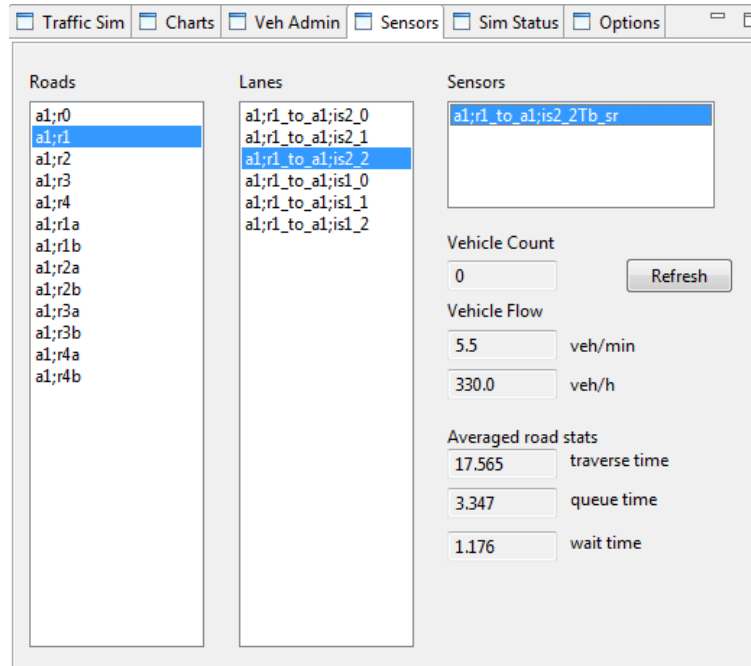 Traffic Sim Charts Veh Admin Sensors Sim Status Options
Roads
a1;r0
a1;r1
a1;r2
a1;r3
a1;r4
a1;r1a
a1;r1b
a1;r2a
a1;r2b
a1;r3a
a1;r3b
a1;r4a
a1;r4b
Lanes
a1;r1_to_a1;is2_0
a1;r1_to_a1;is2_1
a1;r1_to_a1;is2_2
a1;r1_to_a1;is1_0
a1;r1_to_a1;is1_1
a1;r1_to_a1;is1_2
Sensors
a1;r1_to_a1;is2_2Tb_sr
Vehicle Count
0 Refresh
Vehicle Flow
5.5 veh/min
330.0 veh/h
Averaged road stats
17.565 traverse time
3.347 queue time
1.176 wait time